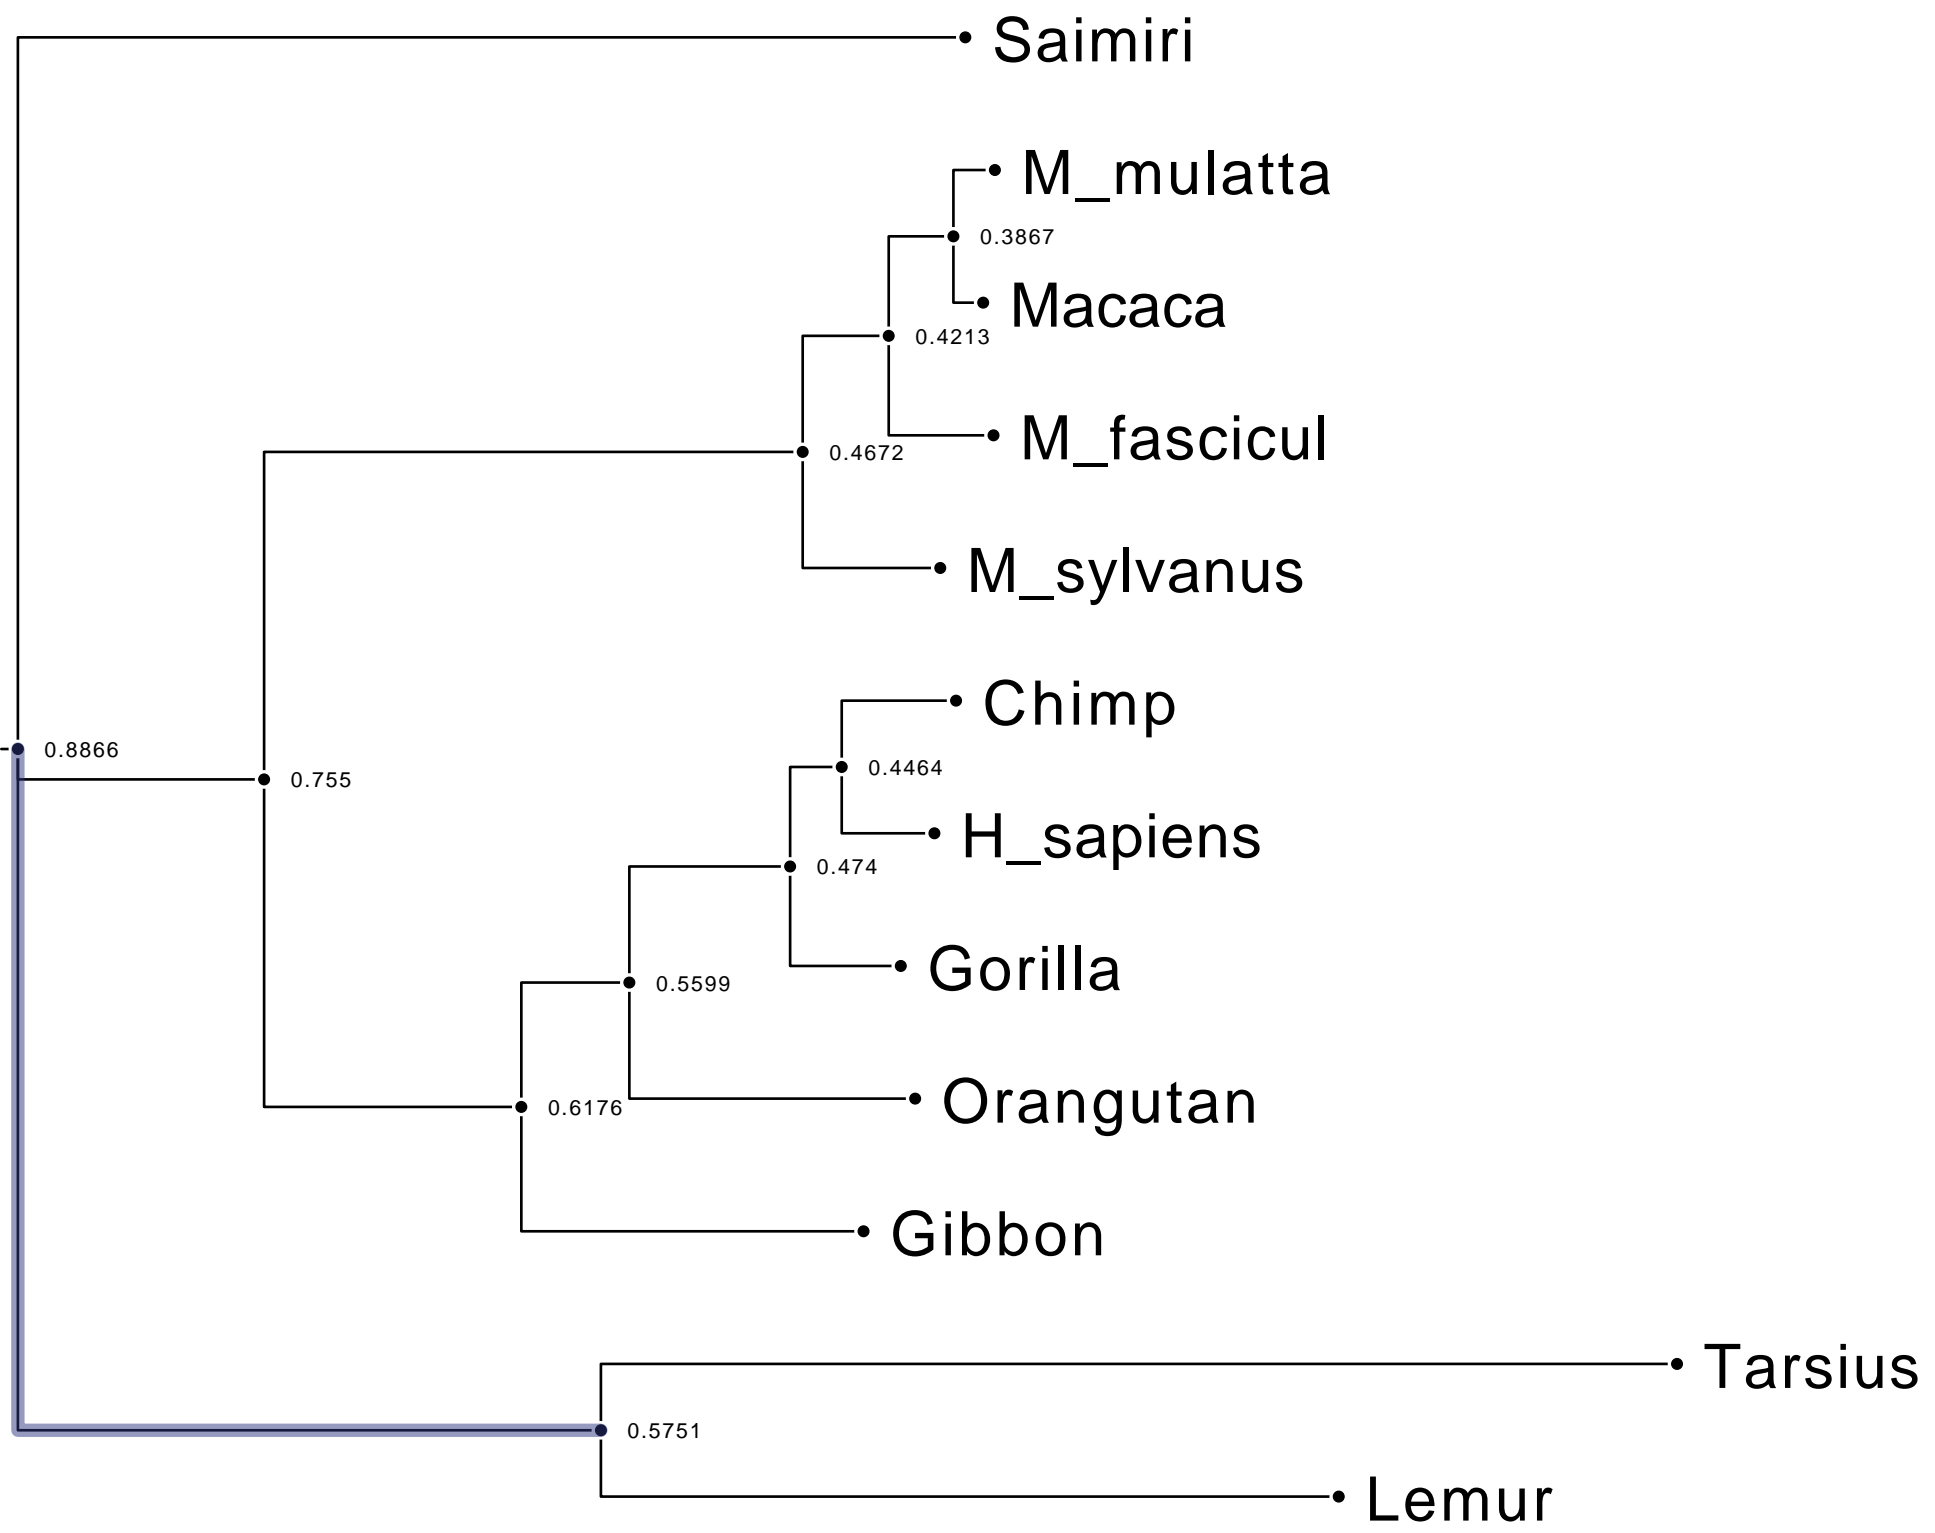 Saimiri
M_mulatta
0.3867
Macaca
0.4213
M_fascicul
0.4672
M_sylvanus
Chimp
0.8866
0.4464
0.755
H_sapiens
0.474
Gorilla
0.5599
Orangutan
0.6176
Gibbon
Tarsius
0.5751
Lemur